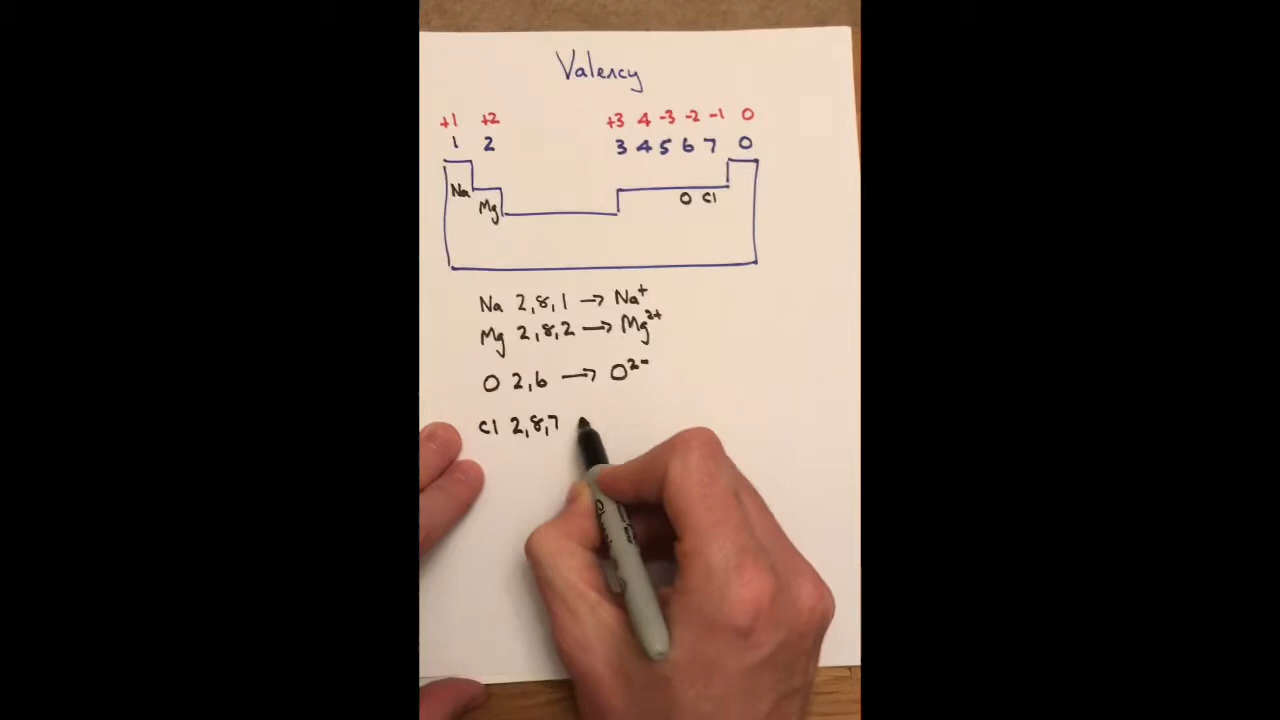 Valency
+1 +2 +3 4 -3 -2 -1 0
1 2 3 4 5 6 7 0
Na O Cl
Mg
Na 2,8,1 → Na⁺
Mg 2,8,2 → Mg²⁺
O 2,6 → O²⁻
Cl 2,8,7